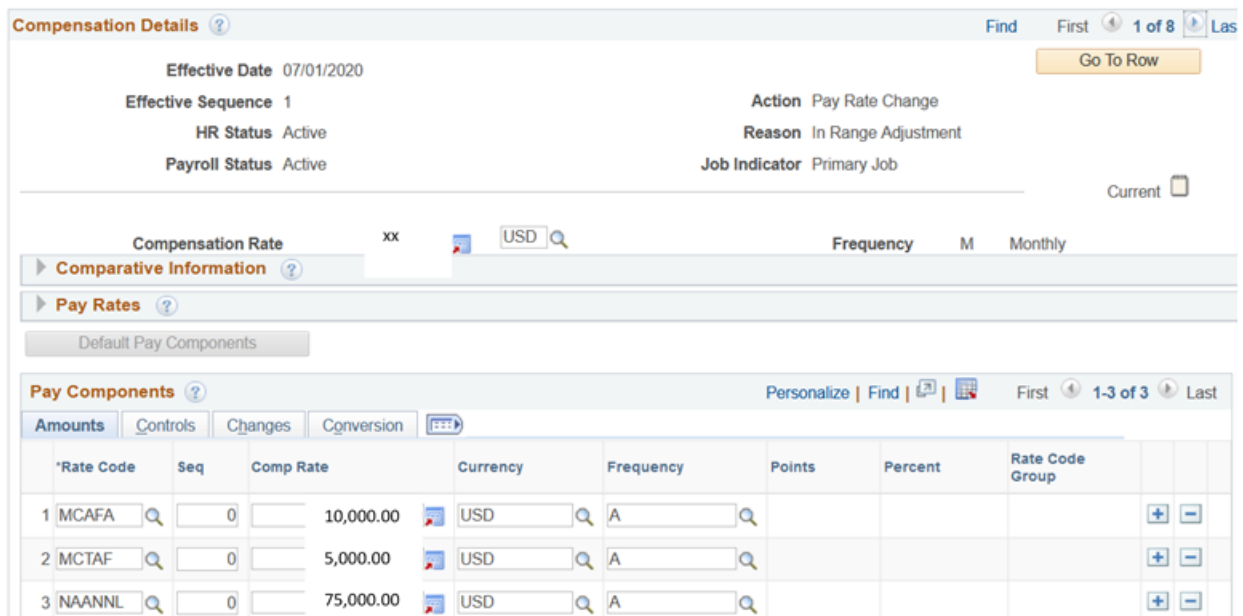 Compensation Details ? Find First 1 of 8 Las
Go To Row
Effective Date 07/01/2020
Effective Sequence 1 Action Pay Rate Change
HR Status Active Reason In Range Adjustment
Payroll Status Active Job Indicator Primary Job
Current
Compensation Rate xx USD Frequency M Monthly
Comparative Information ?
Pay Rates ?
Default Pay Components
Pay Components ? Personalize | Find | | First 1-3 of 3 Last
Amounts Controls Changes Conversion
*Rate Code Seq Comp Rate Currency Frequency Points Percent Rate Code Group
1 MCAFA 0 10,000.00 USD A + -
2 MCTAF 0 5,000.00 USD A + -
3 NAANNL 0 75,000.00 USD A + -